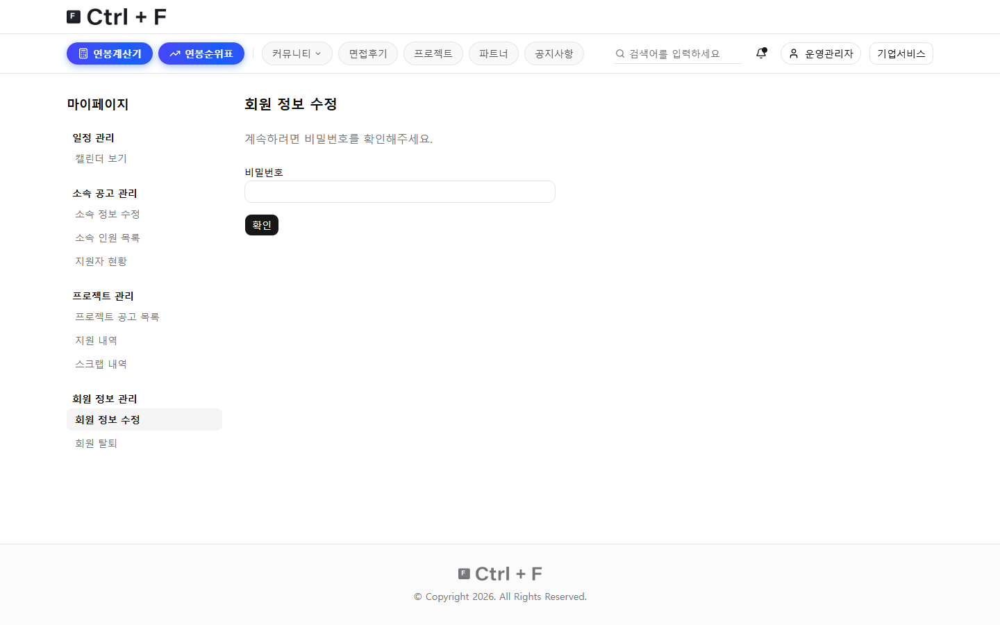 F Ctrl + F
연봉계산기 연봉순위표 커뮤니티 면접후기 프로젝트 파트너 공지사항 검색어를 입력하세요 운영관리자 기업서비스
마이페이지
일정 관리
캘린더 보기
소속 공고 관리
소속 정보 수정
소속 인원 목록
지원자 현황
프로젝트 관리
프로젝트 공고 목록
지원 내역
스크랩 내역
회원 정보 관리
회원 정보 수정
회원 탈퇴
회원 정보 수정
계속하려면 비밀번호를 확인해주세요.
비밀번호
확인
F Ctrl + F
© Copyright 2026. All Rights Reserved.